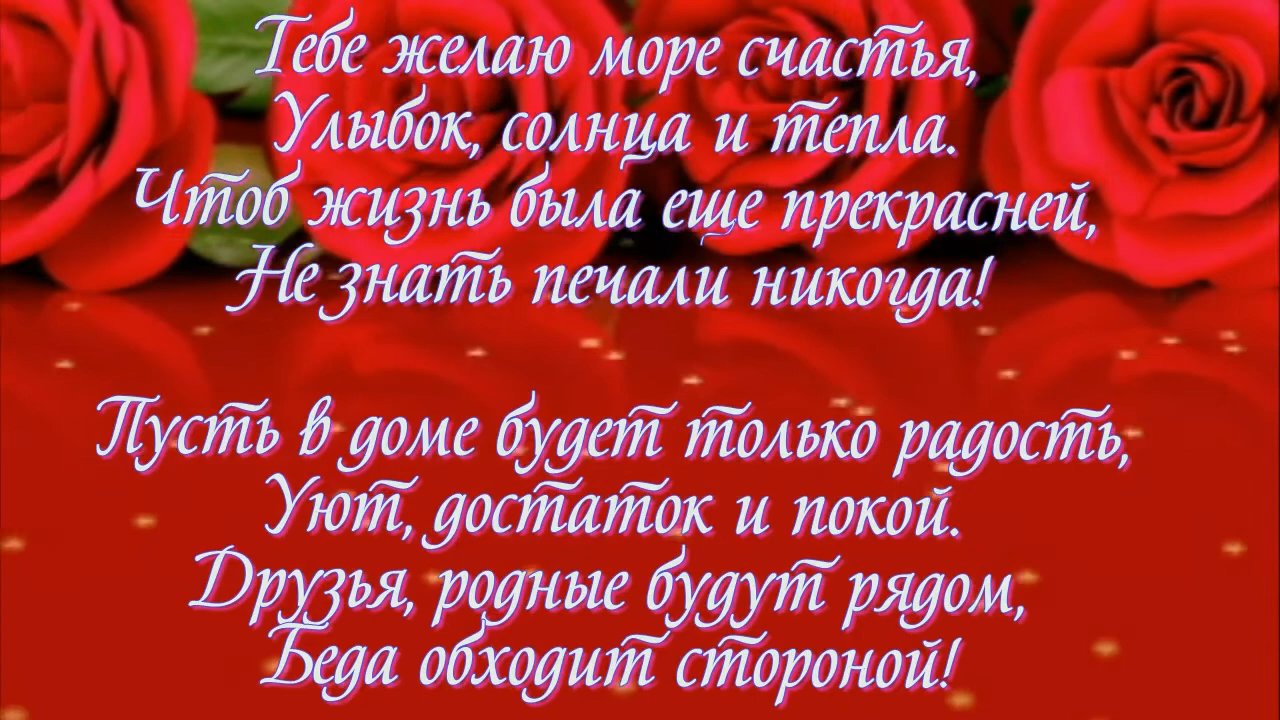 Тебе желаю море счастья,
Улыбок, солнца и тепла.
Чтоб жизнь была еще прекрасней,
Не знать печали никогда!
Пусть в доме будет только радость,
Уют, достаток и покой.
Друзья, родные будут рядом,
Беда обходит стороной!